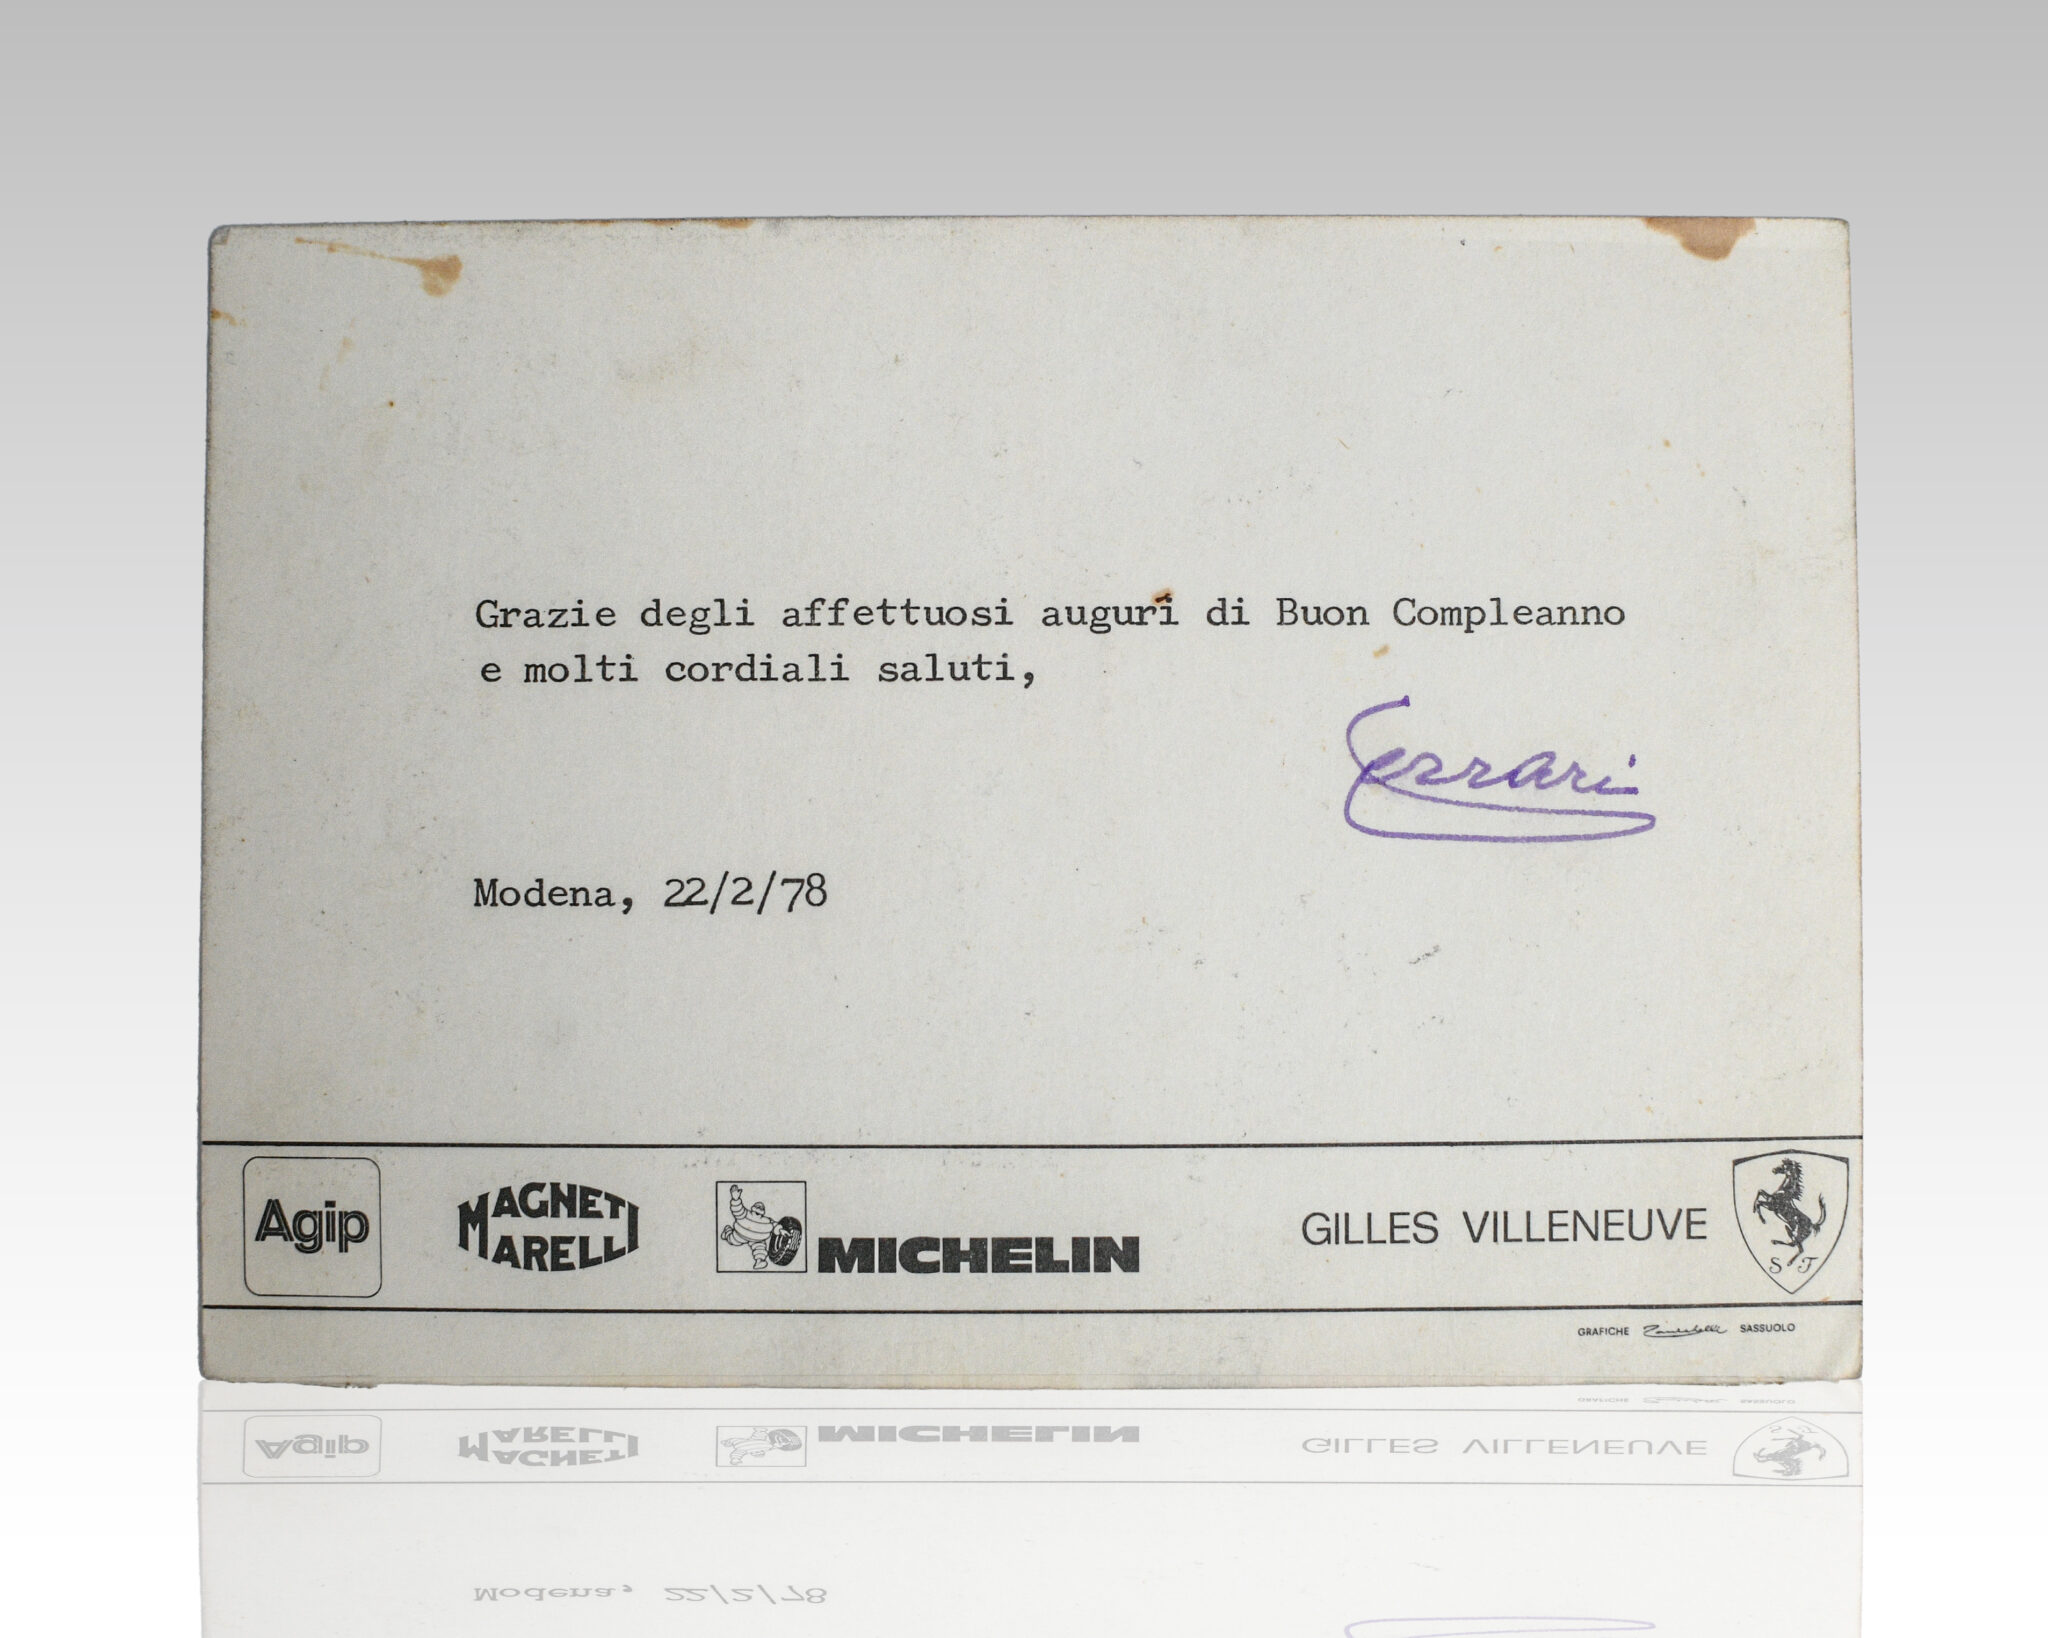 Grazie degli affettuosi auguri di Buon Compleanno
e molti cordiali saluti,
Ferrari
Modena, 22/2/78
Agip
MAGNETI
MARELLI
MICHELIN
GILLES VILLENEUVE
S F
GRAFICHE SASSUOLO